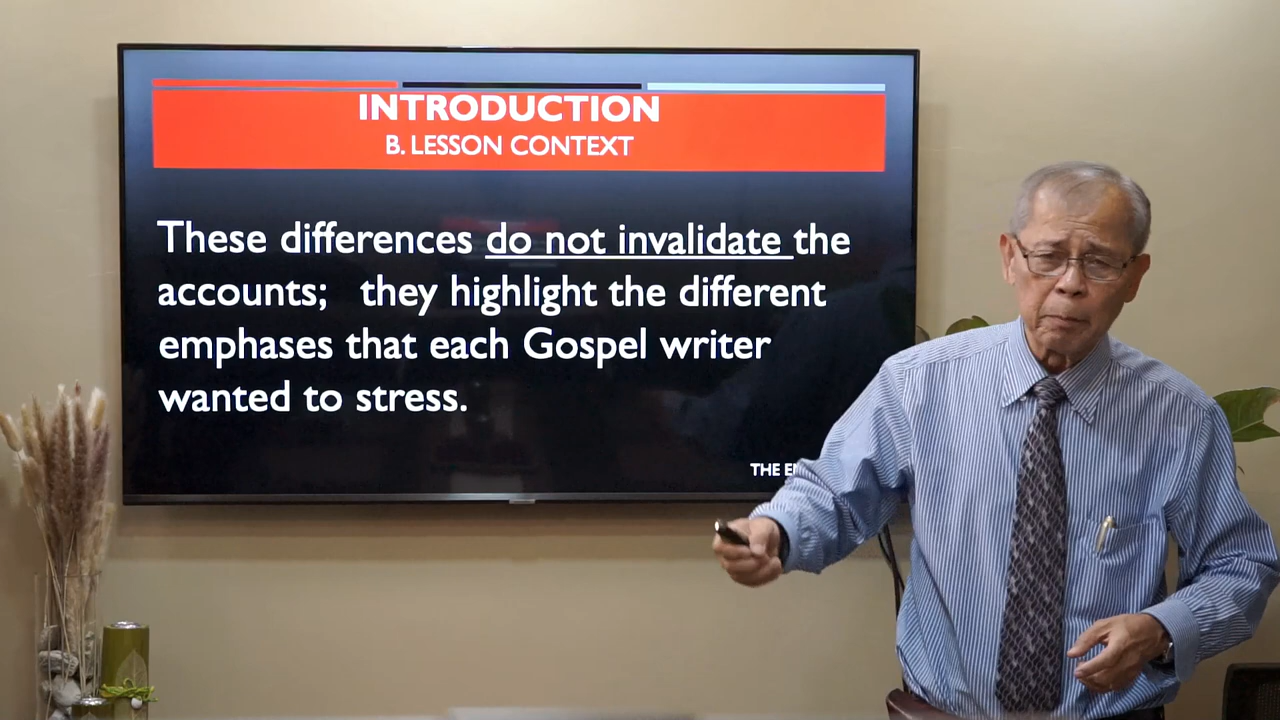 INTRODUCTION
B. LESSON CONTEXT
These differences do not invalidate the
accounts; they highlight the different
emphases that each Gospel writer
wanted to stress.
THE